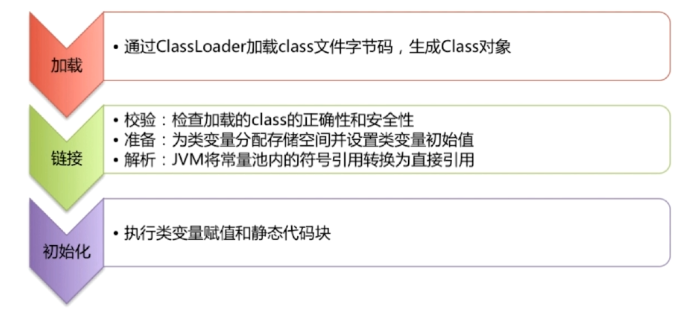 加载
• 通过ClassLoader加载class文件字节码，生成Class对象
链接
• 校验：检查加载的class的正确性和安全性
• 准备：为类变量分配存储空间并设置类变量初始值
• 解析：JVM将常量池内的符号引用转换为直接引用
初始化
• 执行类变量赋值和静态代码块